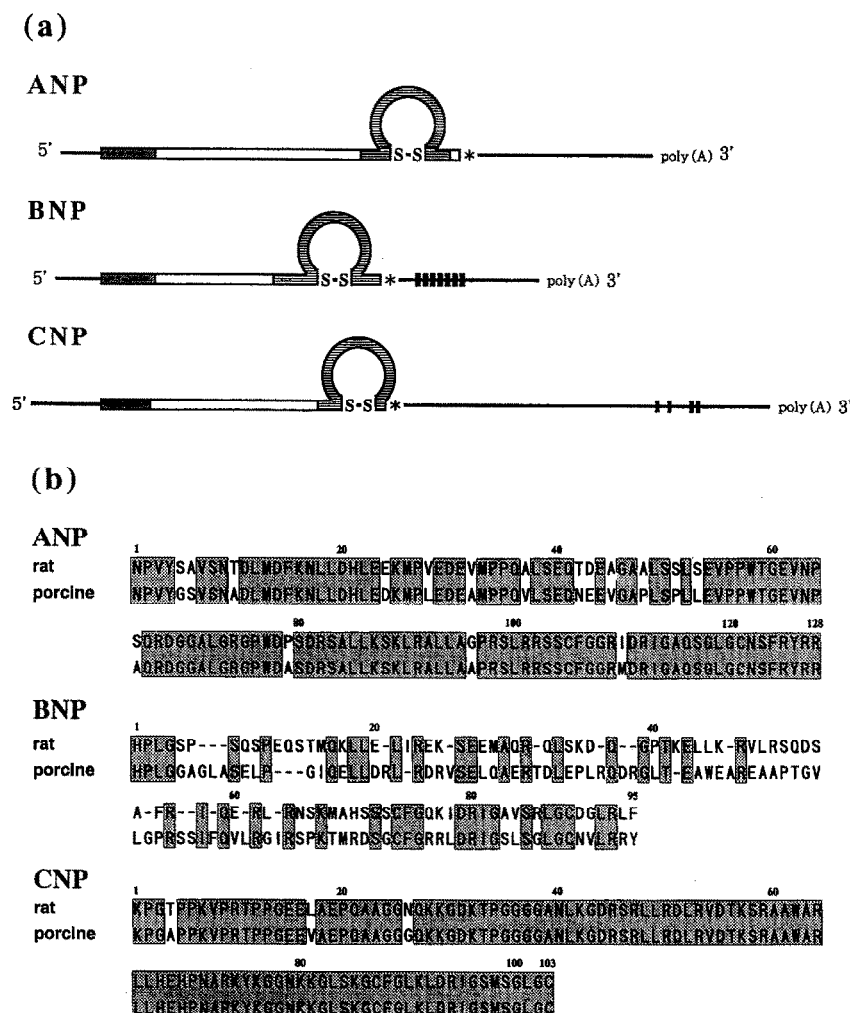 (a)
ANP
5' S-S * poly(A) 3'
BNP
5' S-S * poly(A) 3'
CNP
5' S-S * poly(A) 3'
(b)
ANP
1 20 40 60
rat NPVYSAVSNTDLMDFKNLLDHLEEKMPVEDEVMPPQALSEQTDEAGAALSSLSEVPPWTGEVNP
porcine NPVYGSVSNADLMDFKNLLDHLEDKMPLEDEAMPPQVLSEQNEEVGAPLSPLLEVPPWTGEVNP
80 100 120 128
SQRDGGALGRGPWDPSDRSALLKSKLRALLAGPRSLRRSSCFGGRIDRIGAQSGLGCNSFRYRR
AQRDGGALGRGPWDASDRSALLKSKLRALLAAPRSLRRSSCFGGRMDRIGAQSGLGCNSFRYRR
BNP
1 20 40
rat HPLGSP---SQSPEQSTMQKLLE-LIREK-SEEMAQR-QLSKD-Q--GPTKELLK-RVLRSQDS
porcine HPLGGAGLASELP---GIQELLDRL-RDRVSELQAERTDLEPLRQDRGLT-EAWEAREAAPTGV
60 80 95
A-FR--I-QE-RL-RNSKMAHSSSCFGQKIDRIGAVSRLGCDGLRLF
LGPRSSIFQVLRGIRSPKTMRDSGCFGRRLDRIGSLSGLGCNVLRRY
CNP
1 20 40 60
rat KPGTPPKVPRTPPGEELAEPQAAGGNQKKGDKTPGGGGANLKGDRSRLLRDLRVDTKSRAAWAR
porcine KPGAPPKVPRTPPGEEVAEPQAAGGGQKKGDKTPGGGGANLKGDRSRLLRDLRVDTKSRAAWAR
80 100 103
LLHEHPNARKYKGGNKKGLSKGCFGLKLDRIGSMSGLGC
LLHEHPNARKYKGGNKKGLSKGCFGLKLDRIGSMSGLGC